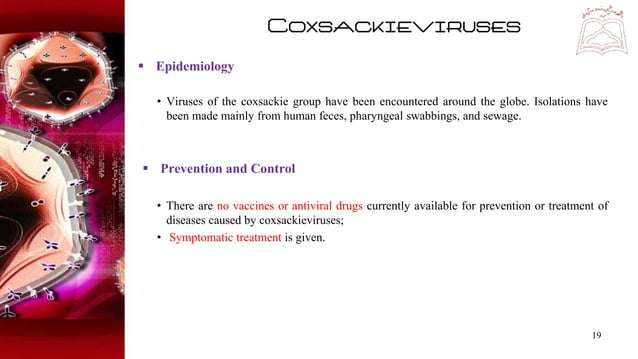 COXSACKIEVIRUSES
▪ Epidemiology
• Viruses of the coxsackie group have been encountered around the globe. Isolations have
been made mainly from human feces, pharyngeal swabbings, and sewage.
▪ Prevention and Control
• There are no vaccines or antiviral drugs currently available for prevention or treatment of
diseases caused by coxsackieviruses;
• Symptomatic treatment is given.
19